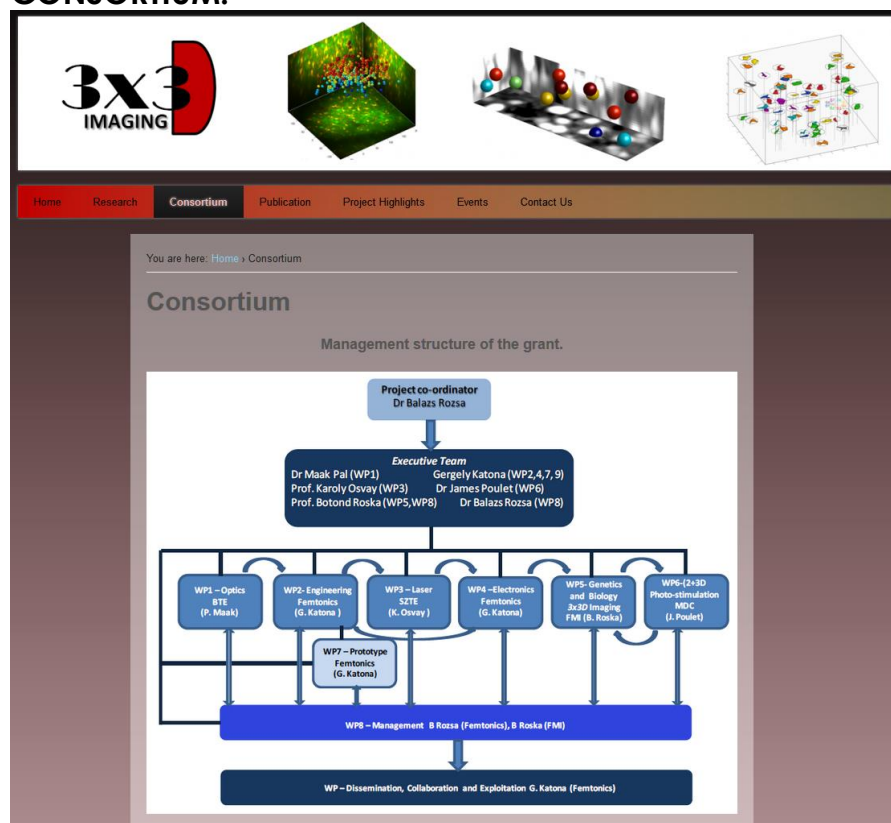 CONSORTIUM:
3x3
IMAGING
Home Research Consortium Publication Project Highlights Events Contact Us
You are here: Home › Consortium
Consortium
Management structure of the grant.
Project co-ordinator
Dr Balazs Rozsa
Executive Team
Dr Maak Pal (WP1) Gergely Katona (WP2,4,7, 9)
Prof. Karoly Osvay (WP3) Dr James Poulet (WP6)
Prof. Botond Roska (WP5,WP8) Dr Balazs Rozsa (WP8)
WP1 – Optics
BTE
(P. Maak)
WP2- Engineering
Femtonics
(G. Katona )
WP3 – Laser
SZTE
(K. Osvay )
WP4 –Electronics
Femtonics
(G. Katona)
WP5- Genetics
and Biology
3x3D Imaging
FMI (B. Roska)
WP6-(2+3D
Photo-stimulation
MDC
(J. Poulet)
WP7 – Prototype
Femtonics
(G. Katona)
WP8 – Management B Rozsa (Femtonics), B Roska (FMI)
WP – Dissemination, Collaboration and Exploitation G. Katona (Femtonics)